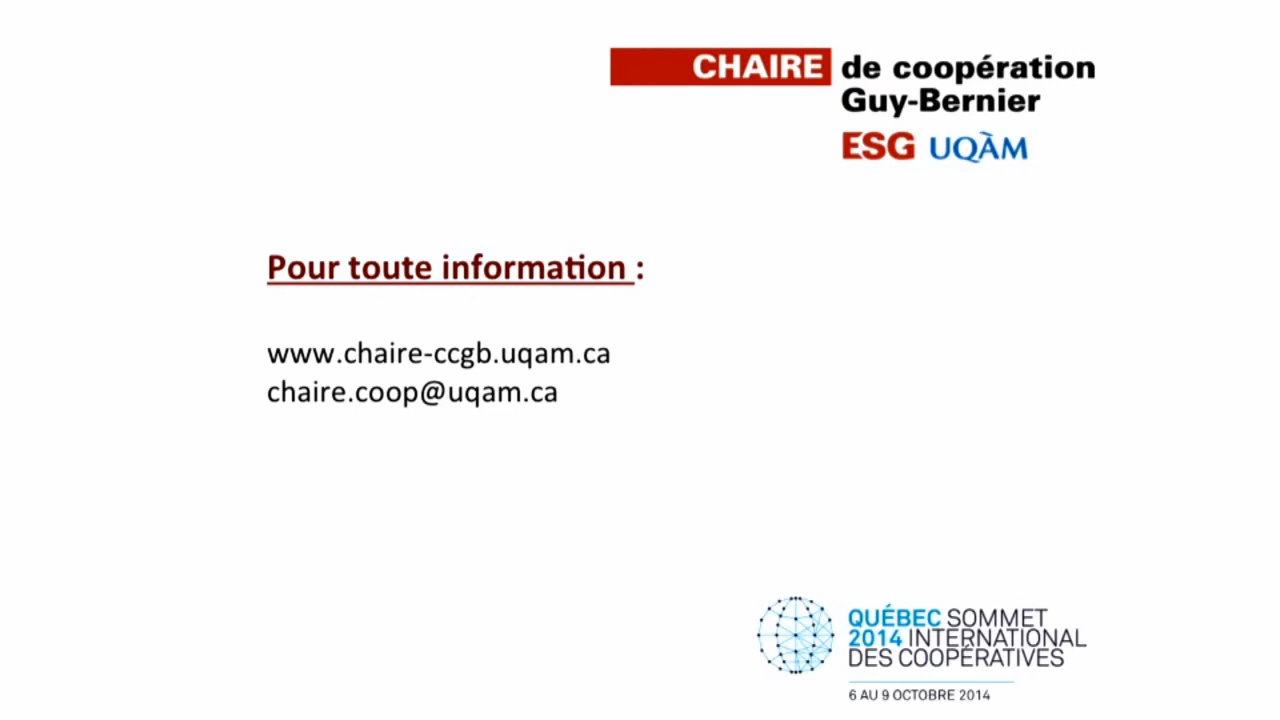 CHAIRE de coopération
Guy-Bernier
ESG UQÀM
Pour toute information :
www.chaire-ccgb.uqam.ca
chaire.coop@uqam.ca
QUÉBEC SOMMET
2014 INTERNATIONAL
DES COOPÉRATIVES
6 AU 9 OCTOBRE 2014